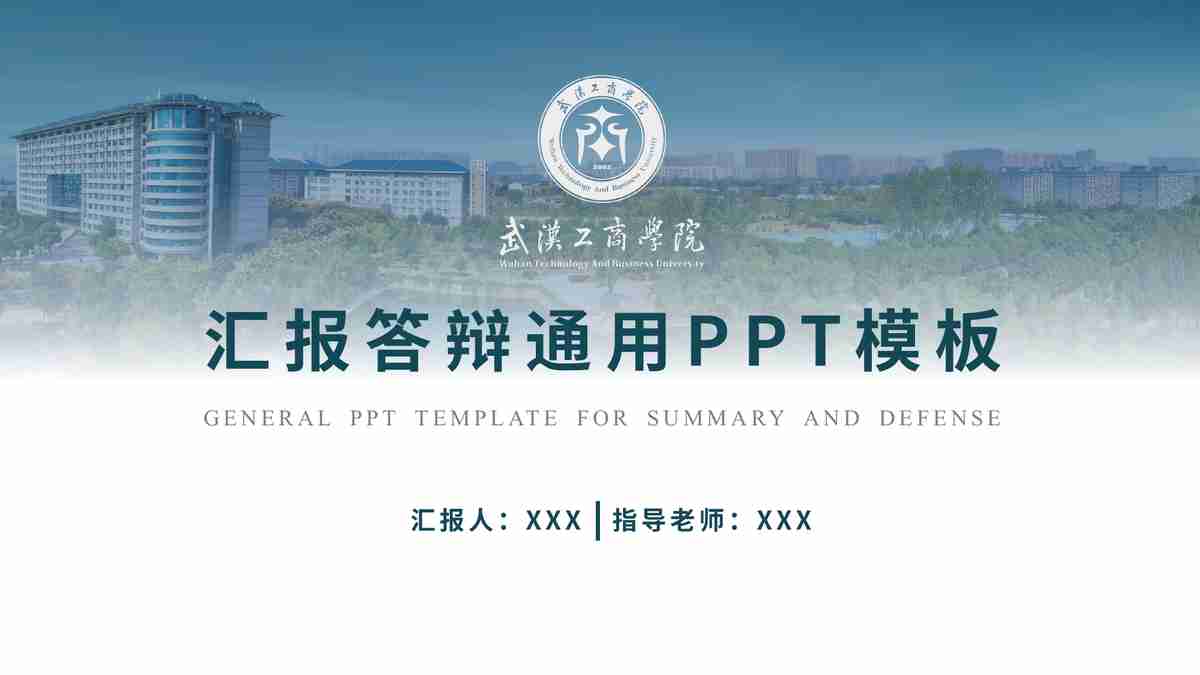 武漢工商學院
Wuhan Technology And Business University
武漢工商學院
Wuhan Technology And Business University
汇报答辩通用PPT模板
GENERAL PPT TEMPLATE FOR SUMMARY AND DEFENSE
汇报人：XXX
指导老师：XXX